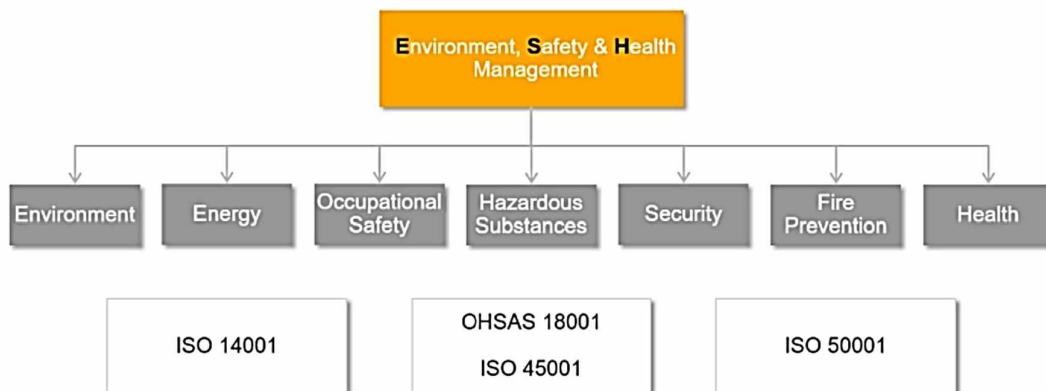 Environment, Safety & Health
Management
Environment
Energy
Occupational
Safety
Hazardous
Substances
Security
Fire
Prevention
Health
ISO 14001
OHSAS 18001
ISO 45001
ISO 50001